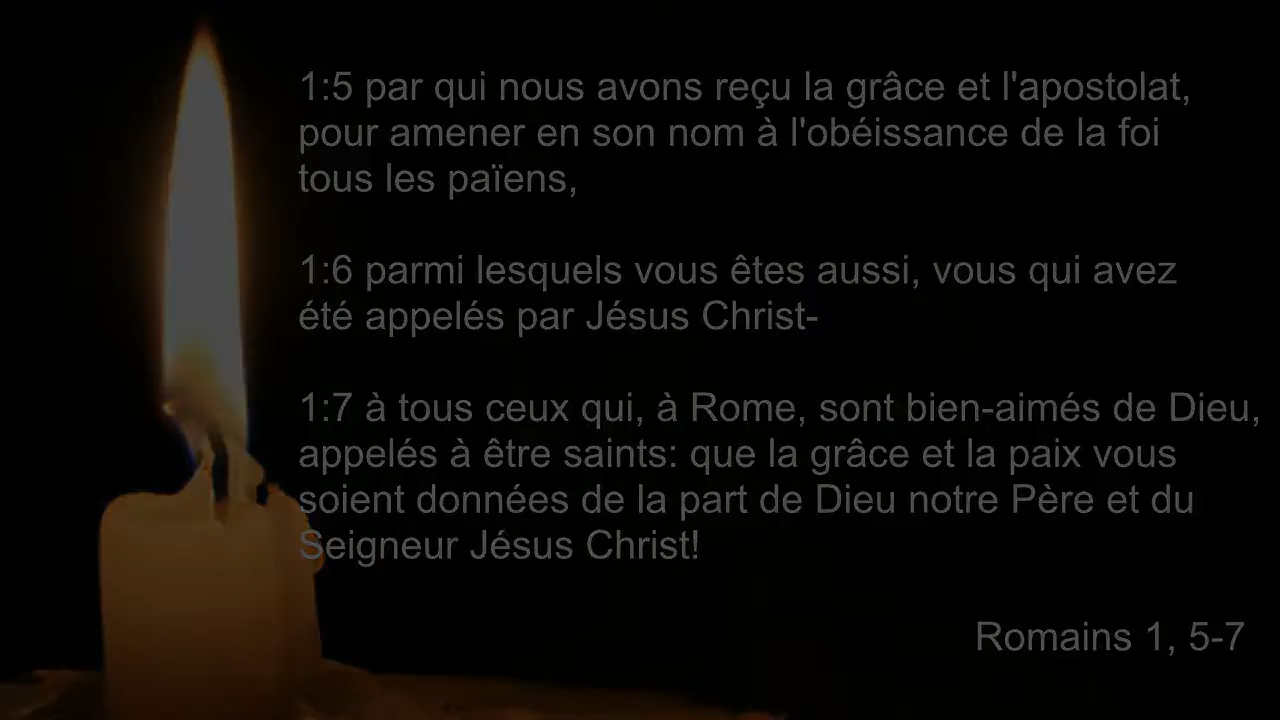 1:5 par qui nous avons reçu la grâce et l'apostolat,
pour amener en son nom à l'obéissance de la foi
tous les païens,
1:6 parmi lesquels vous êtes aussi, vous qui avez
été appelés par Jésus Christ-
1:7 à tous ceux qui, à Rome, sont bien-aimés de Dieu,
appelés à être saints: que la grâce et la paix vous
soient données de la part de Dieu notre Père et du
Seigneur Jésus Christ!
Romains 1, 5-7